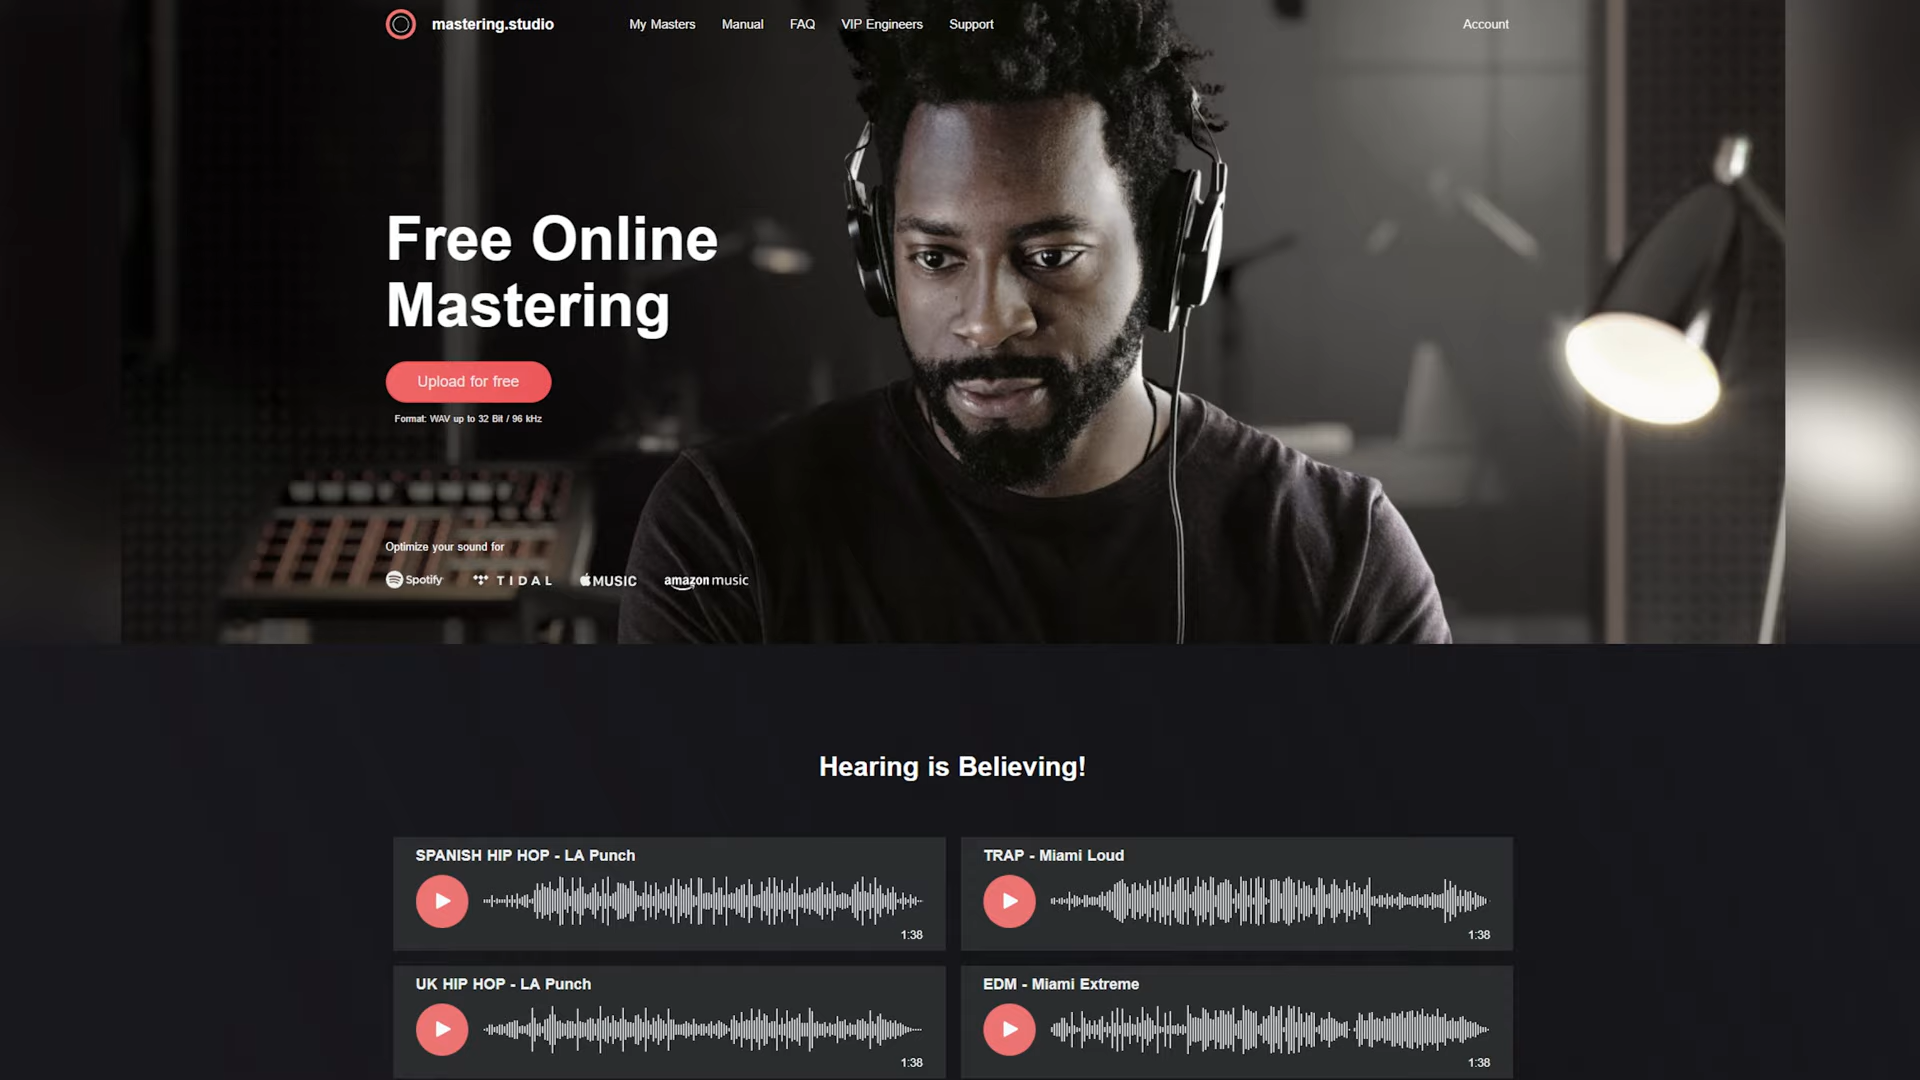 mastering.studio
My Masters
Manual
FAQ
VIP Engineers
Support
Account
Free Online
Mastering
Upload for free
Format: WAV up to 32 Bit / 96 kHz
Optimize your sound for
Spotify
TIDAL
MUSIC
amazon music
Hearing is Believing!
SPANISH HIP HOP - LA Punch
1:38
TRAP - Miami Loud
1:38
UK HIP HOP - LA Punch
1:38
EDM - Miami Extreme
1:38